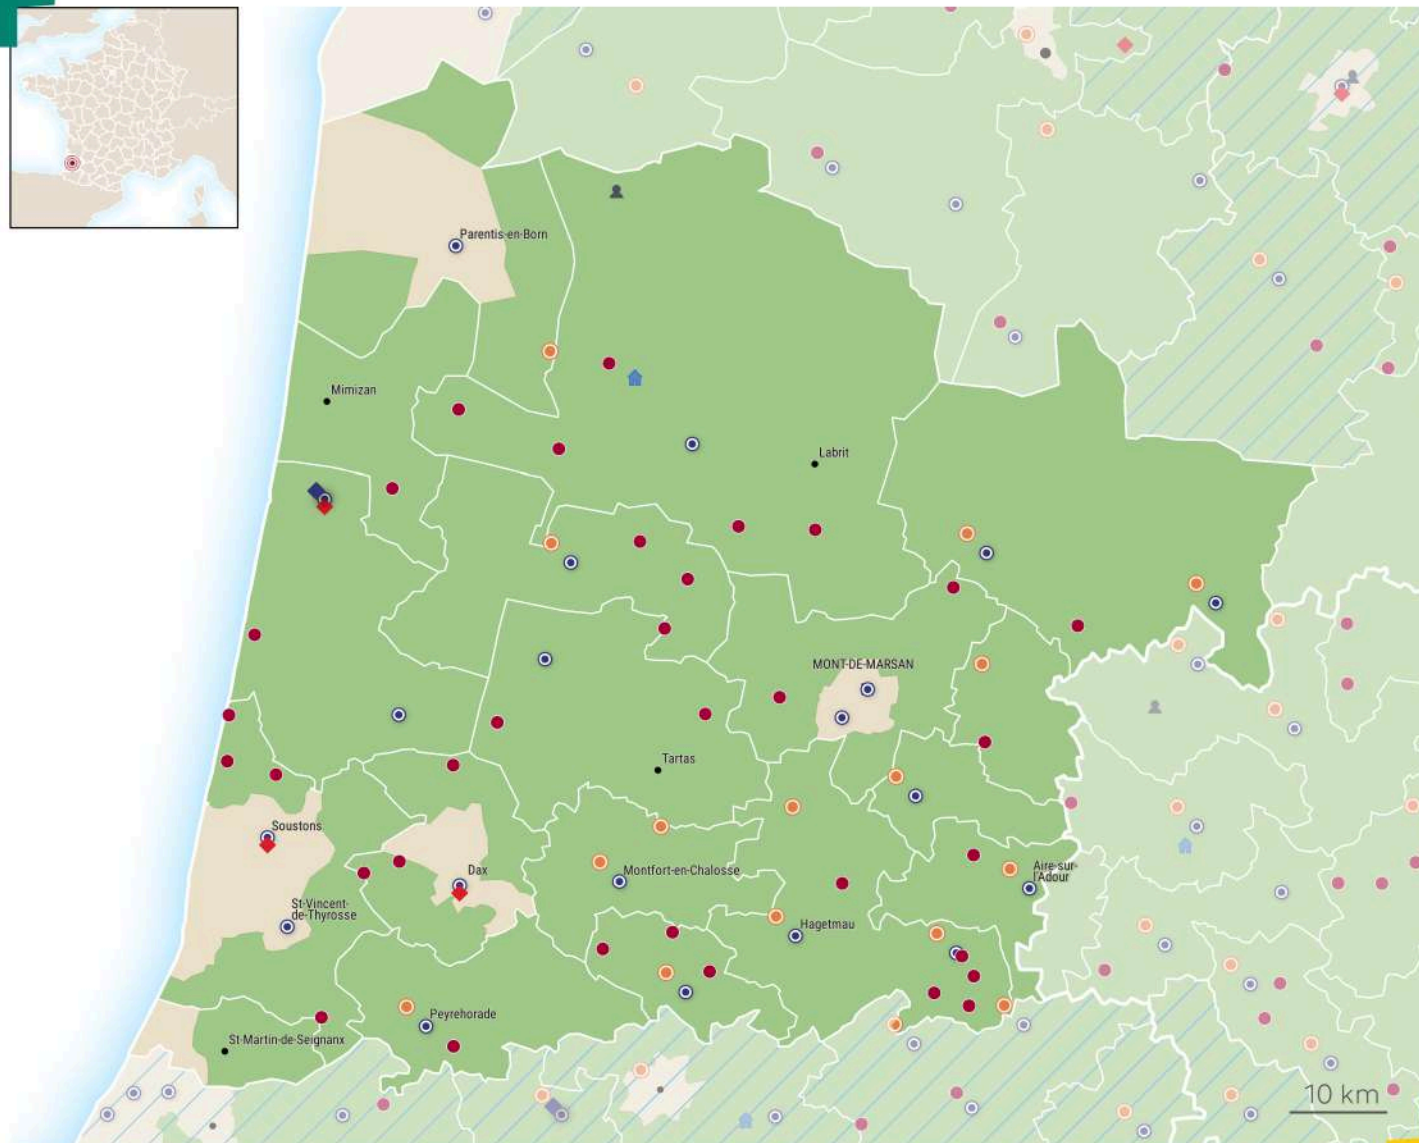 Parentis-en-Born
Mimizan
Labrit
MONT-DE-MARSAN
Tartas
Soustons
Dax
Montfort-en-Chalosse
Aire-sur-
l'Adour
St-Vincent-
de-Thyrosse
Hagetmau
Peyrehorade
St-Martin-de-Seignanx
10 km